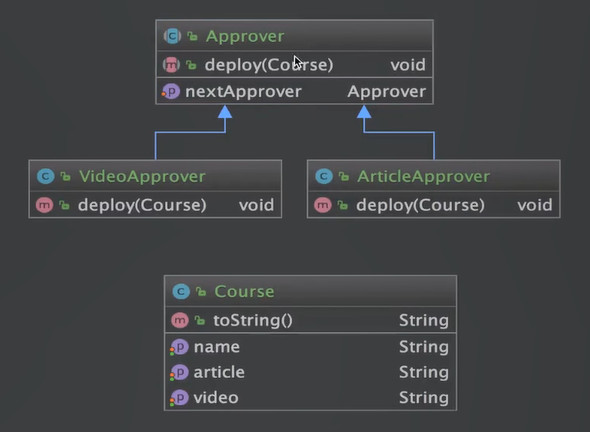 Approver
deploy(Course) void
nextApprover Approver
VideoApprover
deploy(Course) void
ArticleApprover
deploy(Course) void
Course
toString() String
name String
article String
video String